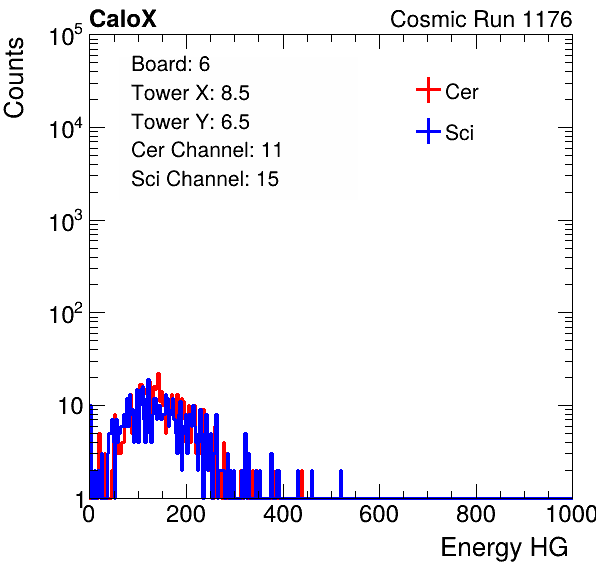 CaloX Cosmic Run 1176
Counts
10^5
10^4
10^3
10^2
10
1
Board: 6
Tower X: 8.5
Tower Y: 6.5
Cer Channel: 11
Sci Channel: 15
Cer
Sci
0 200 400 600 800 1000
Energy HG